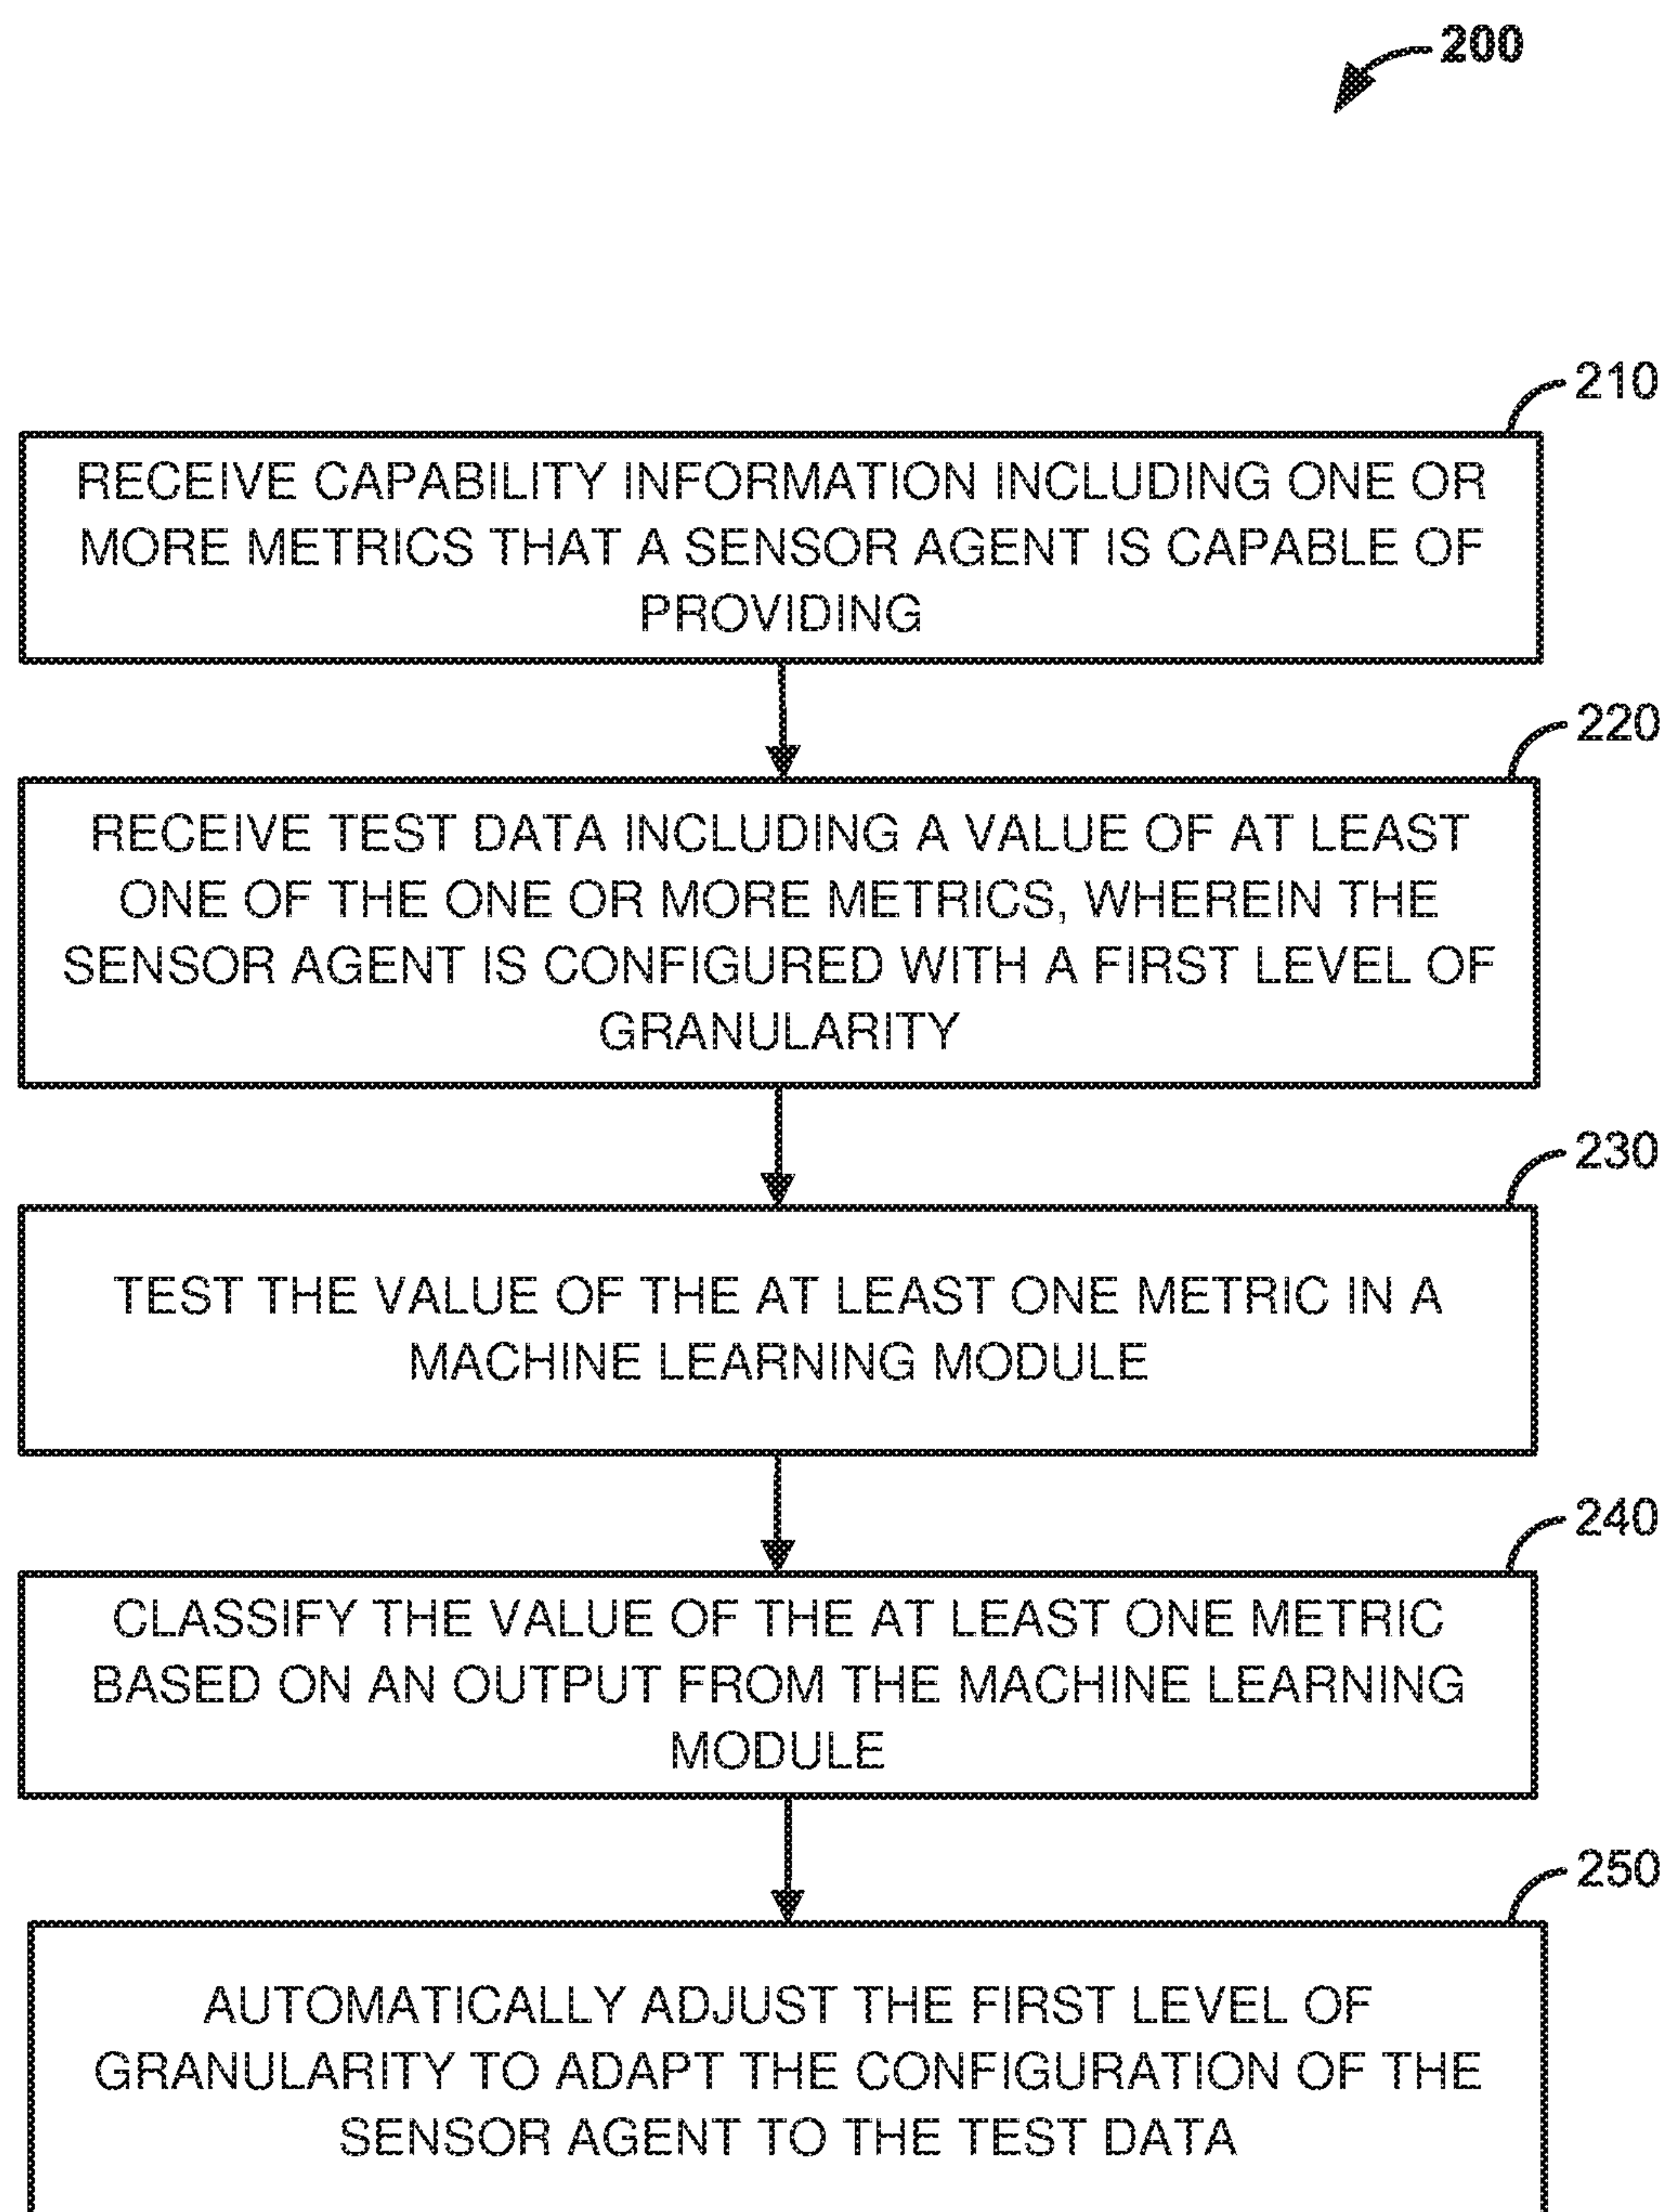 200
210
RECEIVE CAPABILITY INFORMATION INCLUDING ONE OR
MORE METRICS THAT A SENSOR AGENT IS CAPABLE OF
PROVIDING
220
RECEIVE TEST DATA INCLUDING A VALUE OF AT LEAST
ONE OF THE ONE OR MORE METRICS, WHEREIN THE
SENSOR AGENT IS CONFIGURED WITH A FIRST LEVEL OF
GRANULARITY
230
TEST THE VALUE OF THE AT LEAST ONE METRIC IN A
MACHINE LEARNING MODULE
240
CLASSIFY THE VALUE OF THE AT LEAST ONE METRIC
BASED ON AN OUTPUT FROM THE MACHINE LEARNING
MODULE
250
AUTOMATICALLY ADJUST THE FIRST LEVEL OF
GRANULARITY TO ADAPT THE CONFIGURATION OF THE
SENSOR AGENT TO THE TEST DATA